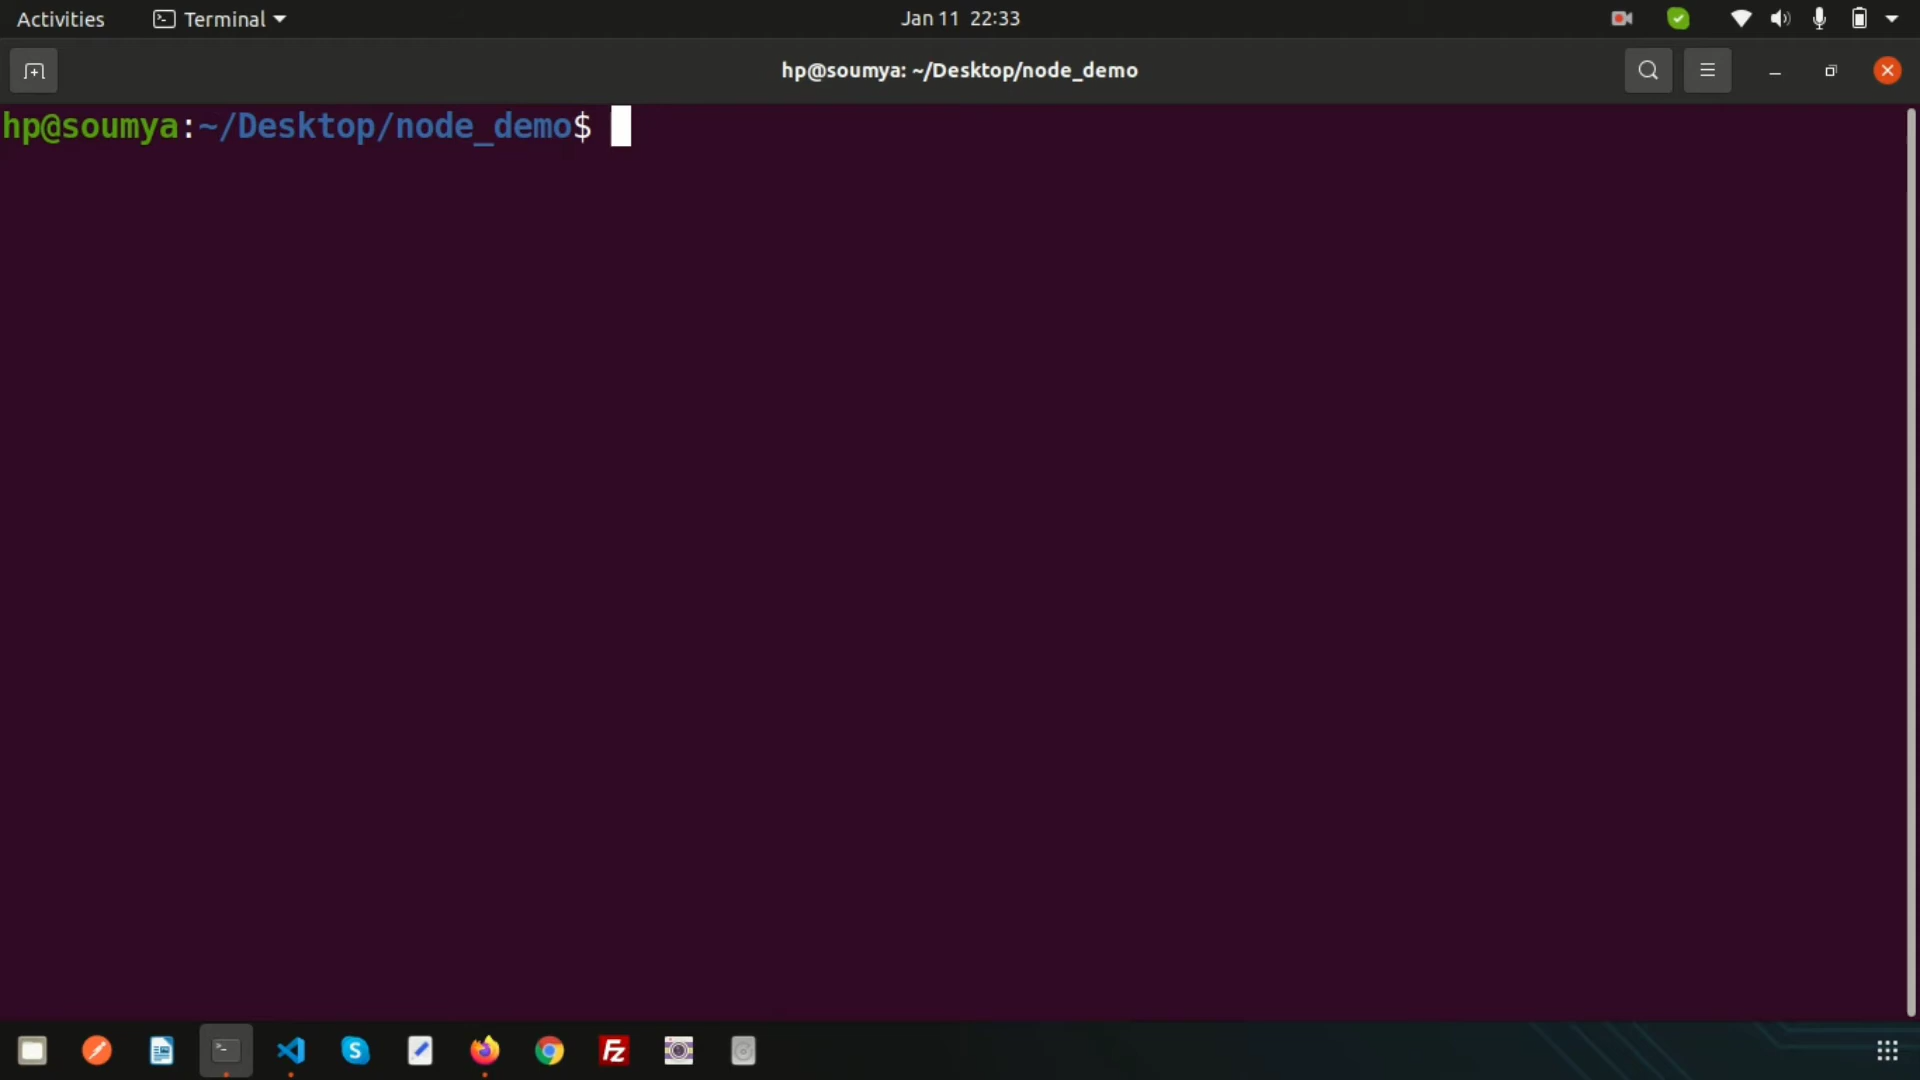 Activities
Terminal
Jan 11 22:33
hp@soumya: ~/Desktop/node_demo
hp@soumya:~/Desktop/node_demo$